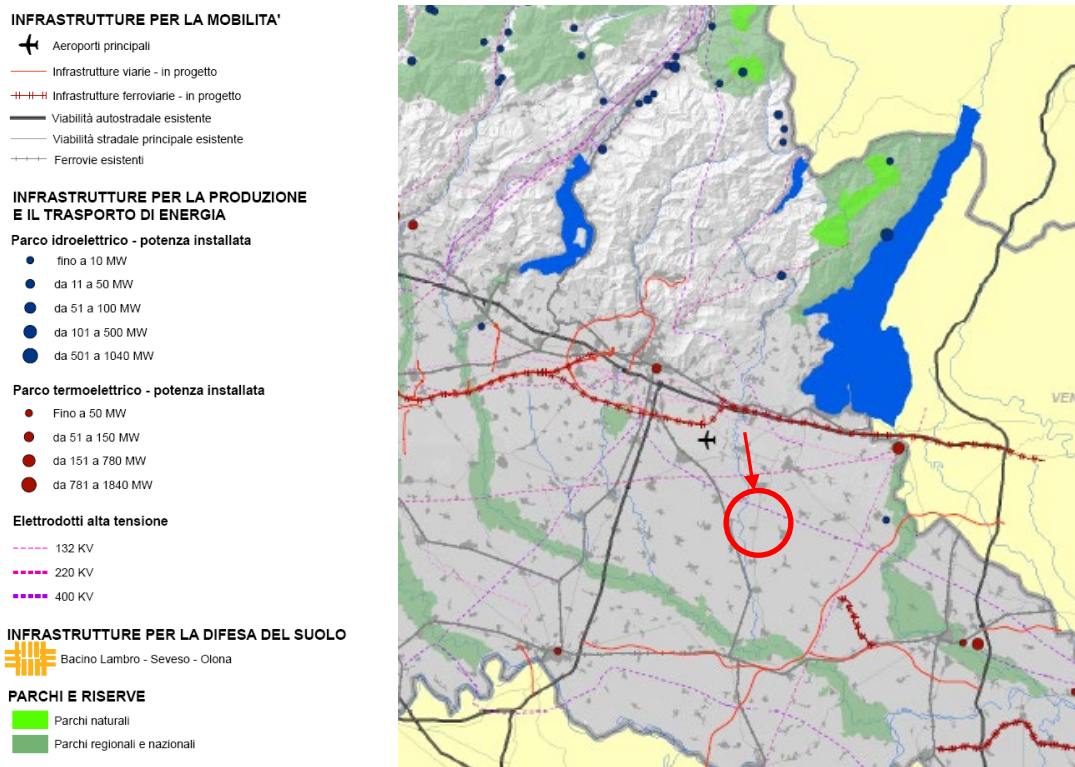 INFRASTRUTTURE PER LA MOBILITA'
Aeroporti principali
Infrastrutture viarie - in progetto
Infrastrutture ferroviarie - in progetto
Viabilità autostradale esistente
Viabilità stradale principale esistente
Ferrovie esistenti
INFRASTRUTTURE PER LA PRODUZIONE
E IL TRASPORTO DI ENERGIA
Parco idroelettrico - potenza installata
fino a 10 MW
da 11 a 50 MW
da 51 a 100 MW
da 101 a 500 MW
da 501 a 1040 MW
Parco termoelettrico - potenza installata
Fino a 50 MW
da 51 a 150 MW
da 151 a 780 MW
da 781 a 1840 MW
Elettrodotti alta tensione
132 KV
220 KV
400 KV
INFRASTRUTTURE PER LA DIFESA DEL SUOLO
Bacino Lambro - Seveso - Olona
PARCHI E RISERVE
Parchi naturali
Parchi regionali e nazionali
VEN